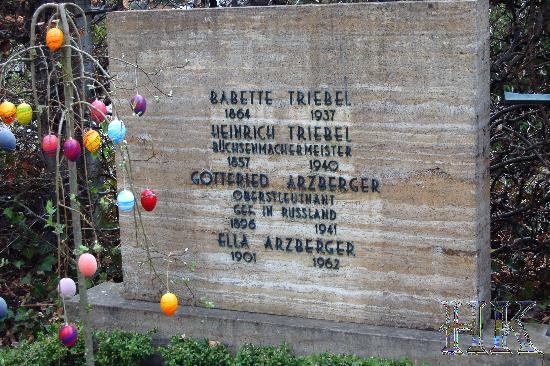 BABETTE TRIEBEL
1864 1937
HEINRICH TRIEBEL
BÜCHSENMACHERMEISTER
1857 1940
GOTTFRIED ARZBERGER
OBERSTLEUTNANT
GEF. IN RUSSLAND
1896 1941
ELLA ARZBERGER
1901 1962
HK